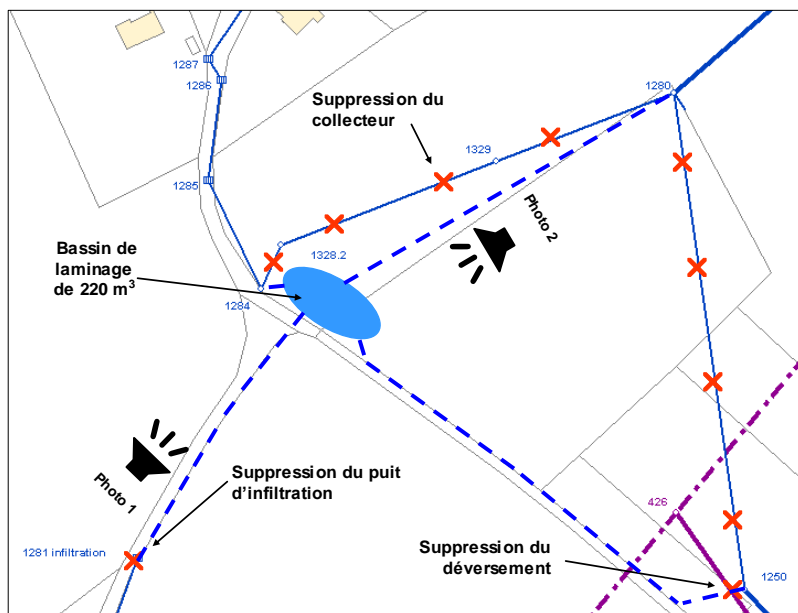 1287
1286
1280
Suppression du
collecteur
1329
1285
Photo 2
Bassin de
laminage
de 220 m³
1328.2
1284
Photo 1
Suppression du puit
d’infiltration
426
1281 infiltration
Suppression du
déversement
1250